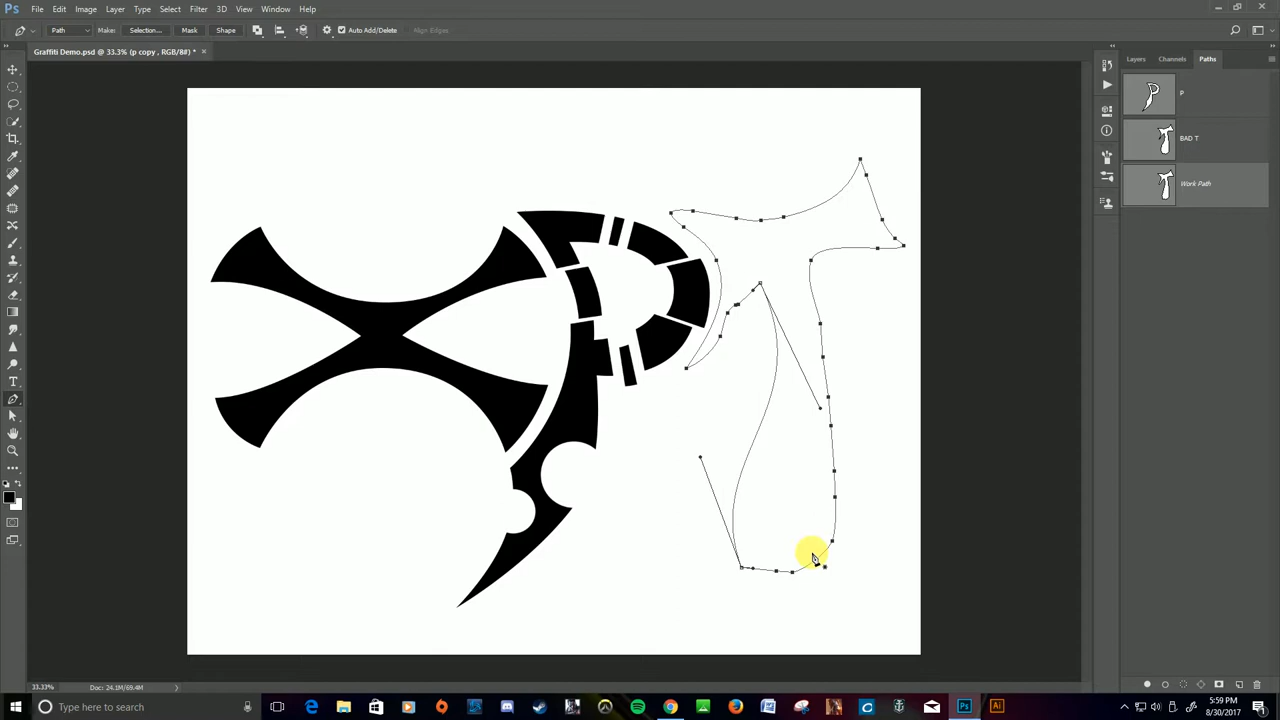 Ps File Edit Image Layer Type Select Filter 3D View Window Help
Path Make: Selection... Mask Shape Auto Add/Delete Align Edges
Graffiti Demo.psd @ 33.3% (p copy , RGB/8#) * ×
Layers Channels Paths
P
BAD T
Work Path
T
33.33% Doc: 24.1M/69.4M
Type here to search
Ps Ai
5:59 PM
8/30/2017